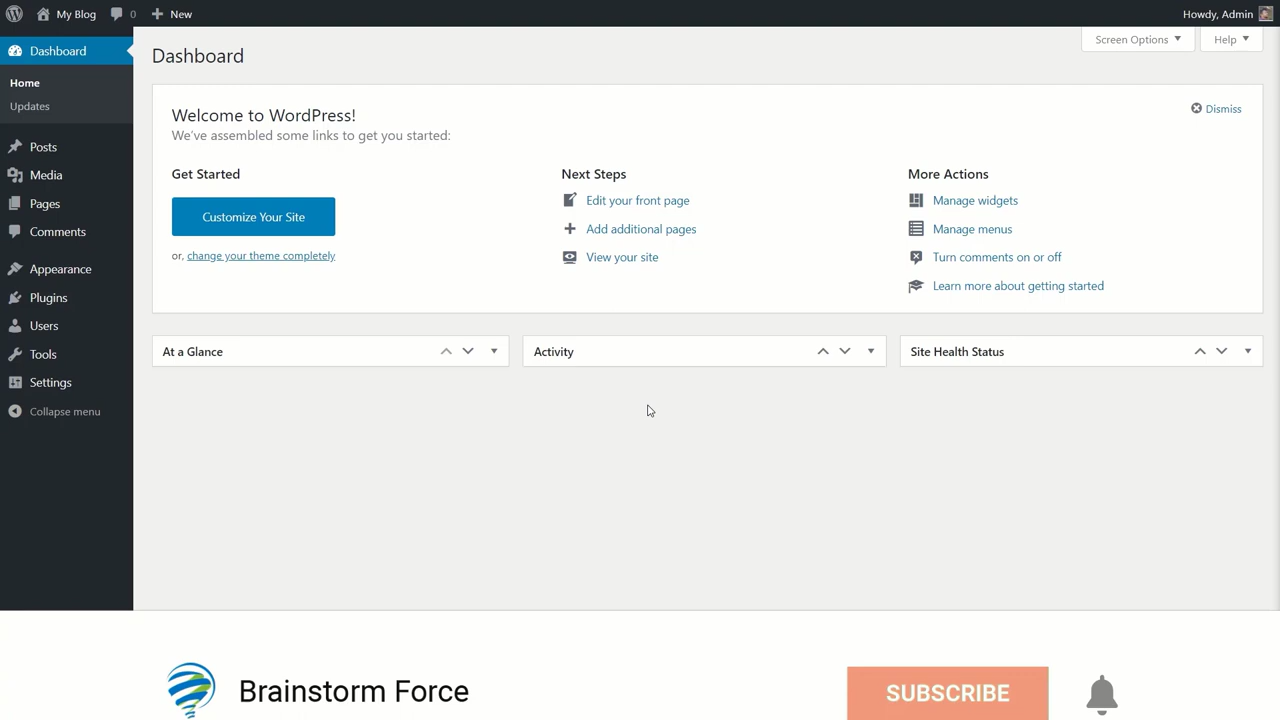 My Blog 0 New Howdy, Admin
Dashboard
Home
Updates
Posts
Media
Pages
Comments
Appearance
Plugins
Users
Tools
Settings
Collapse menu
Screen Options Help
Dashboard
Welcome to WordPress!
We've assembled some links to get you started:
Dismiss
Get Started
Customize Your Site
or, change your theme completely
Next Steps
Edit your front page
Add additional pages
View your site
More Actions
Manage widgets
Manage menus
Turn comments on or off
Learn more about getting started
At a Glance
Activity
Site Health Status
Brainstorm Force
SUBSCRIBE